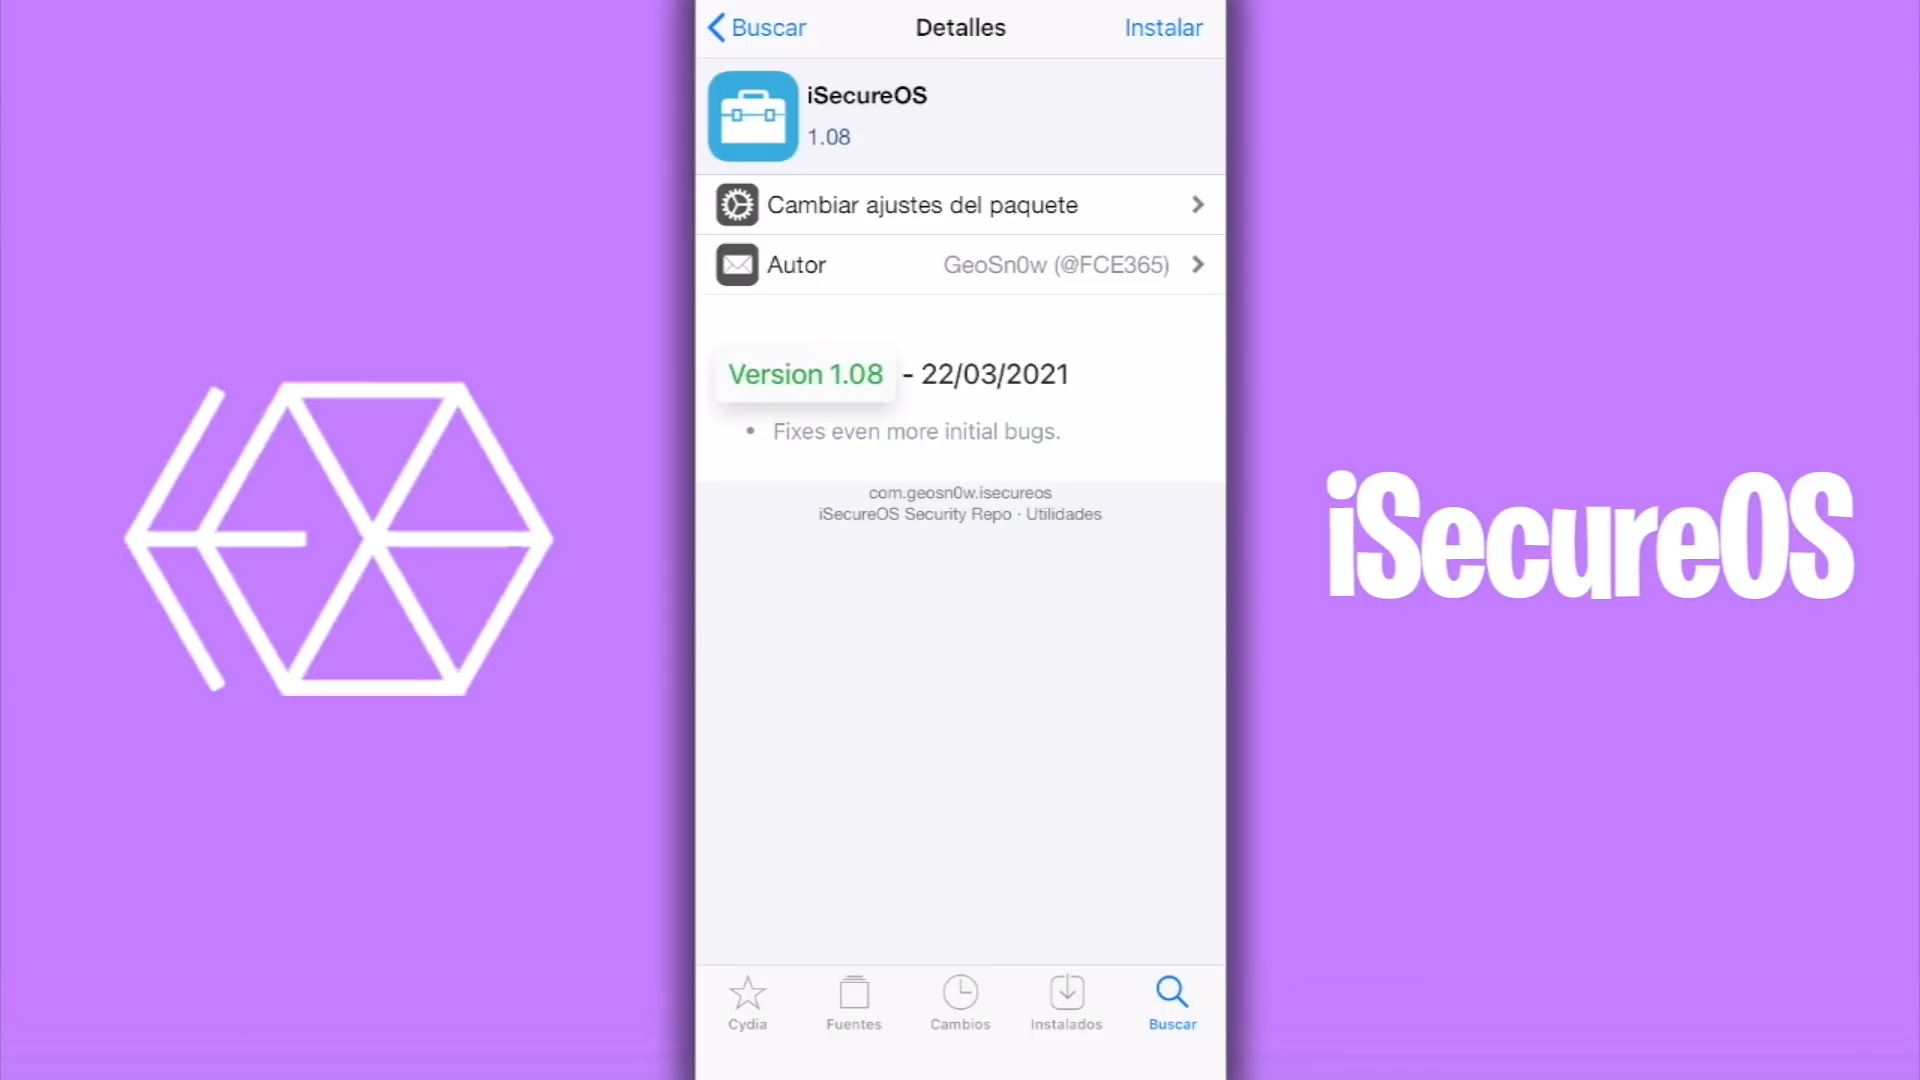 Buscar Detalles Instalar
iSecureOS
1.08
Cambiar ajustes del paquete
Autor GeoSn0w (@FCE365)
Version 1.08 - 22/03/2021
• Fixes even more initial bugs.
com.geosn0w.isecureos
iSecureOS Security Repo · Utilidades
iSecureOS
Cydia Fuentes Cambios Instalados Buscar